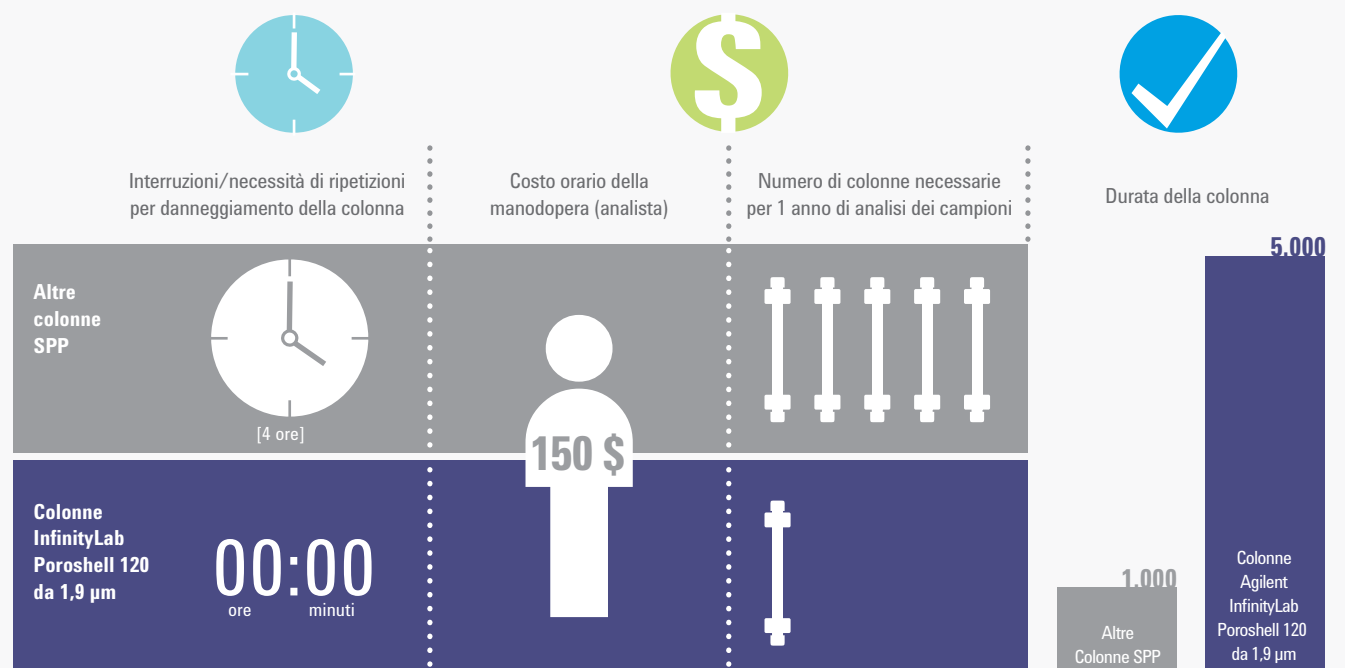 Interruzioni/necessità di ripetizioni
per danneggiamento della colonna
Costo orario della
manodopera (analista)
Numero di colonne necessarie
per 1 anno di analisi dei campioni
Durata della colonna
Altre
colonne
SPP
[4 ore]
150 $
Colonne
InfinityLab
Poroshell 120
da 1,9 µm
00:00
ore minuti
5.000
1.000
Altre
Colonne SPP
Colonne
Agilent
InfinityLab
Poroshell 120
da 1,9 µm